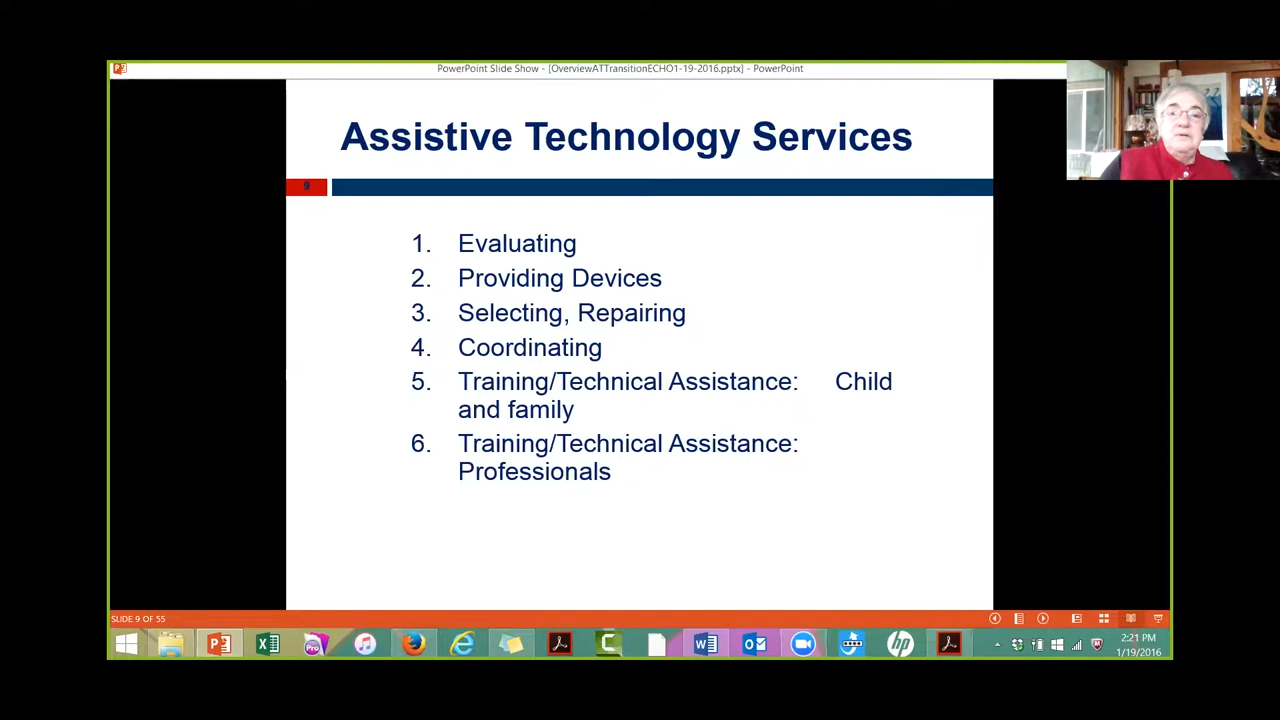 PowerPoint Slide Show - [OverviewATTransitionECHO1-19-2016.pptx] - PowerPoint
Assistive Technology Services
9
1. Evaluating
2. Providing Devices
3. Selecting, Repairing
4. Coordinating
5. Training/Technical Assistance: Child
and family
6. Training/Technical Assistance:
Professionals
SLIDE 9 OF 55
Pro
hp
2:21 PM
1/19/2016